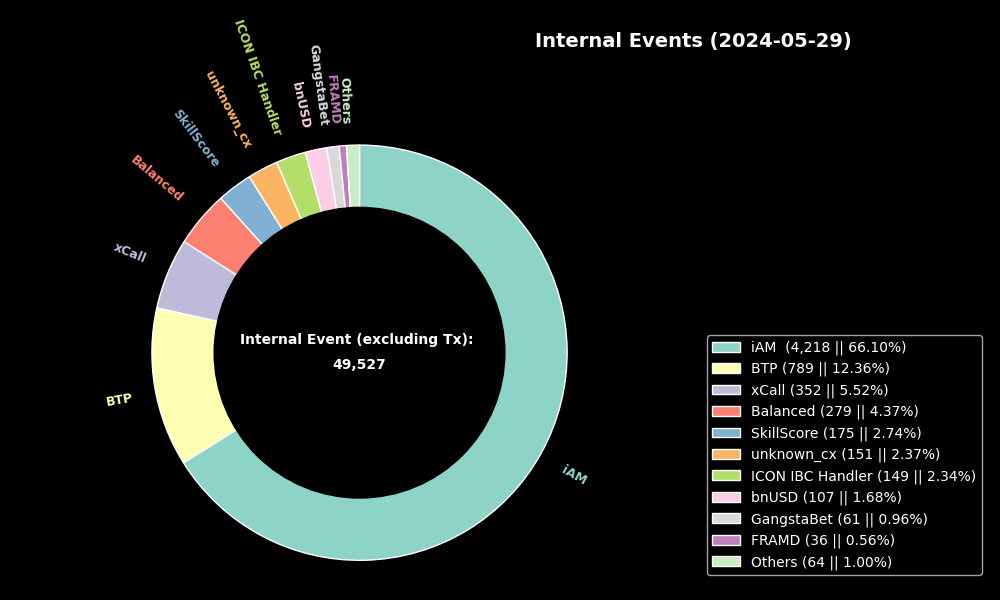 Internal Events (2024-05-29)
ICON IBC Handler
GangstaBet
unknown_cx
FRAMD
Others
bnUSD
SkillScore
Balanced
xCall
BTP
iAM
Internal Event (excluding Tx):
49,527
iAM  (4,218 || 66.10%)
BTP (789 || 12.36%)
xCall (352 || 5.52%)
Balanced (279 || 4.37%)
SkillScore (175 || 2.74%)
unknown_cx (151 || 2.37%)
ICON IBC Handler (149 || 2.34%)
bnUSD (107 || 1.68%)
GangstaBet (61 || 0.96%)
FRAMD (36 || 0.56%)
Others (64 || 1.00%)